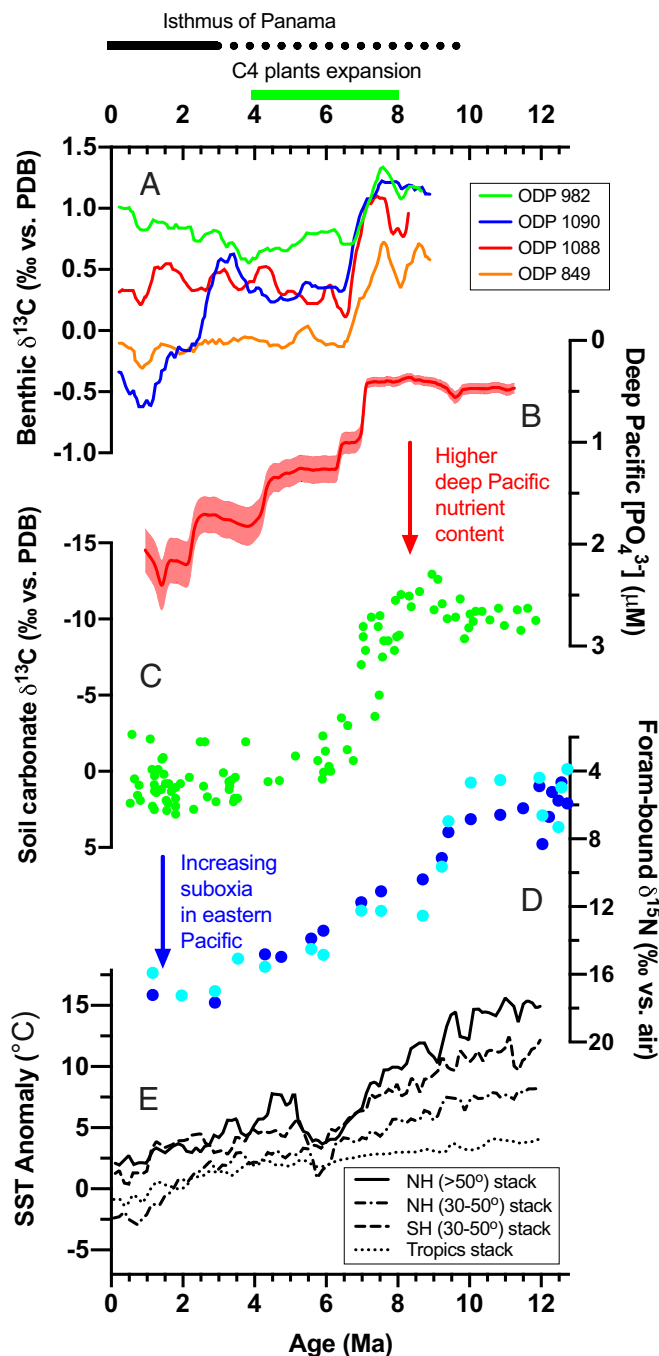 Isthmus of Panama
C4 plants expansion
0 2 4 6 8 10 12
A
Benthic δ¹³C (‰ vs. PDB)
1.5
1.0
0.5
0.0
-0.5
-1.0
ODP 982
ODP 1090
ODP 1088
ODP 849
B
Deep Pacific [PO₄³⁻] (μM)
0
1
2
3
Higher
deep Pacific
nutrient
content
C
Soil carbonate δ¹³C (‰ vs. PDB)
-15
-10
-5
0
5
D
Foram-bound δ¹⁵N (‰ vs. air)
4
8
12
16
20
Increasing
suboxia
in eastern
Pacific
E
SST Anomaly (°C)
15
10
5
0
-5
NH (>50º) stack
NH (30-50º) stack
SH (30-50º) stack
Tropics stack
0 2 4 6 8 10 12
Age (Ma)